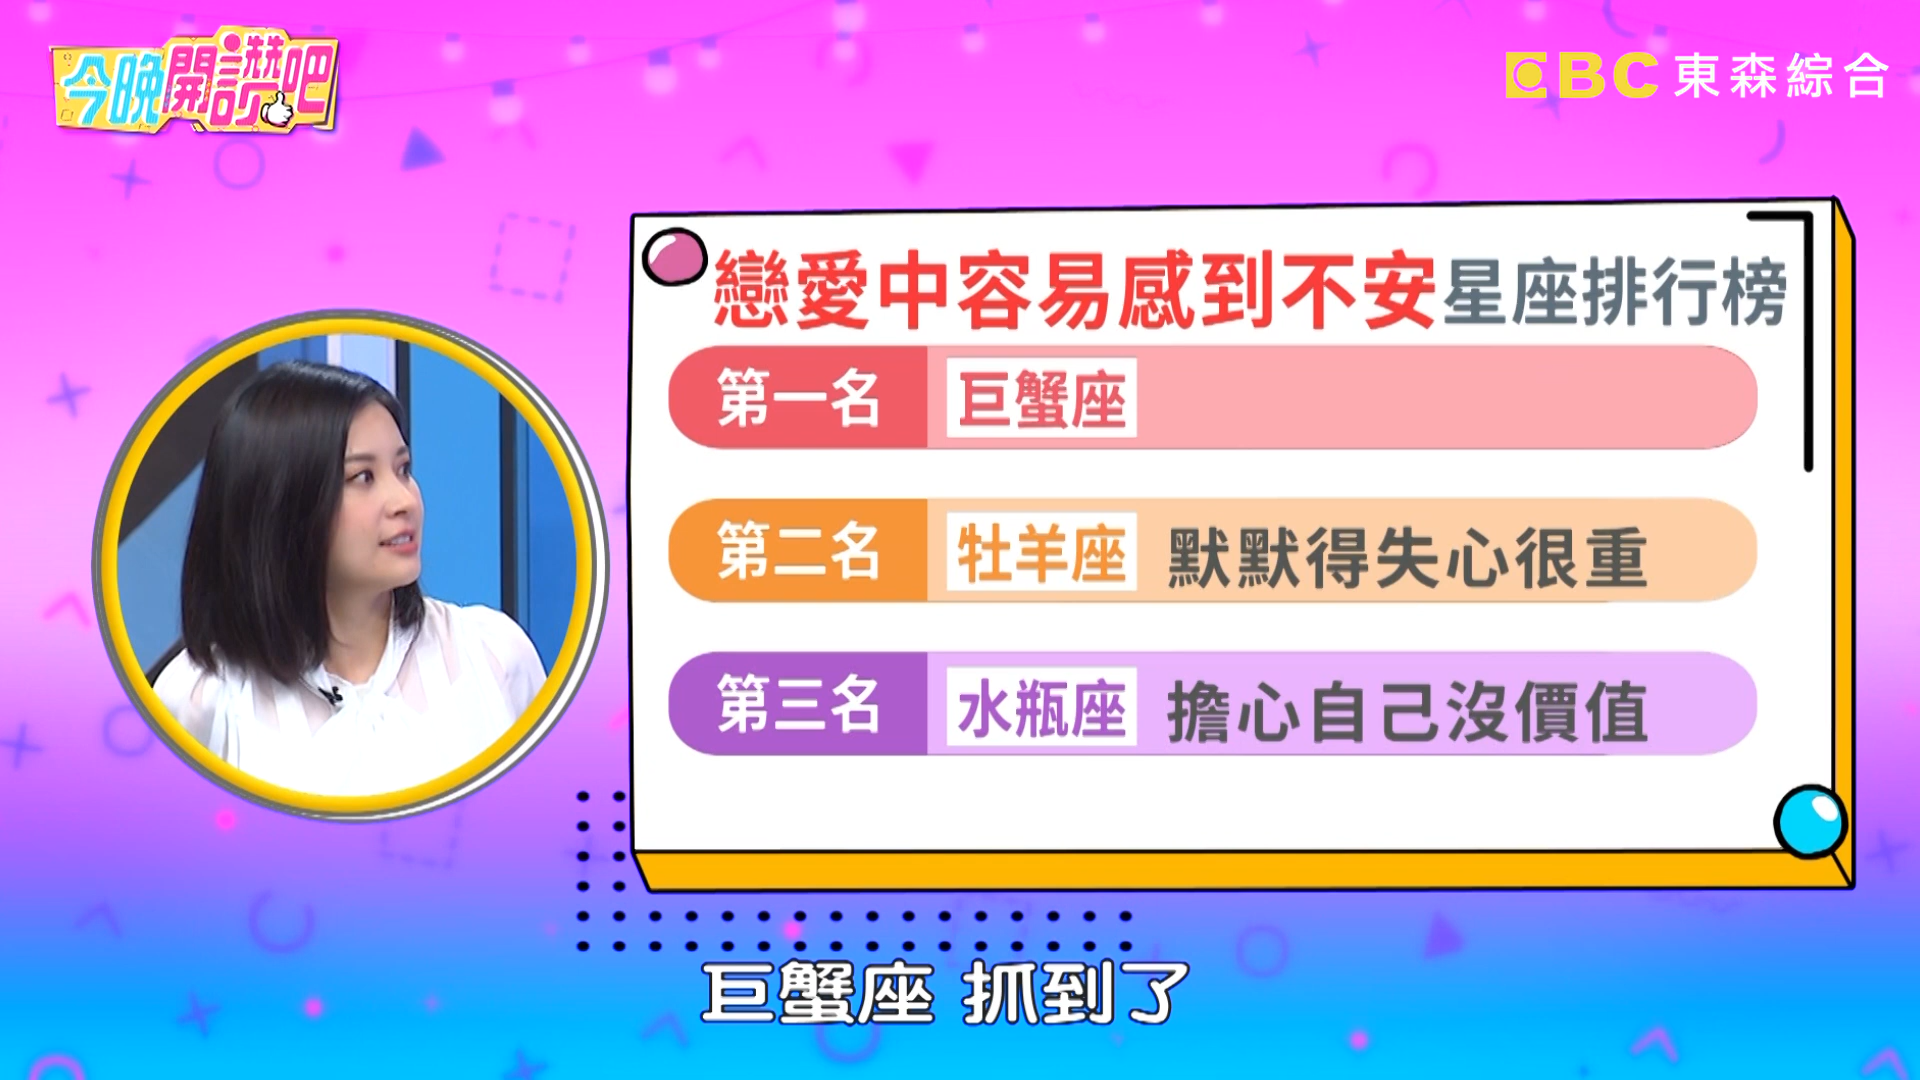 今晚開讚吧
EBC 東森綜合
戀愛中容易感到不安星座排行榜
第一名 巨蟹座
第二名 牡羊座 默默得失心很重
第三名 水瓶座 擔心自己沒價值
巨蟹座 抓到了